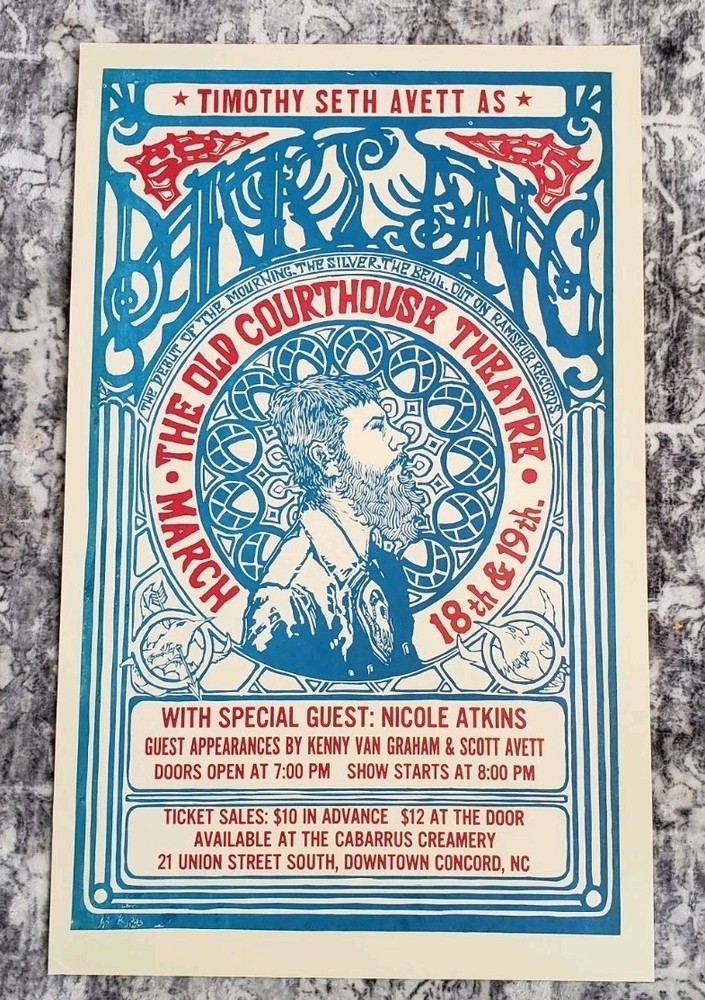 ★ TIMOTHY SETH AVETT AS ★
DARLING
THE DEBUT OF THE MOURNING, THE SILVER, THE BELL. OUT ON RAMSEUR RECORDS.
MARCH • THE OLD COURTHOUSE THEATRE • 18th & 19th.
WITH SPECIAL GUEST: NICOLE ATKINS
GUEST APPEARANCES BY KENNY VAN GRAHAM & SCOTT AVETT
DOORS OPEN AT 7:00 PM SHOW STARTS AT 8:00 PM
TICKET SALES: $10 IN ADVANCE $12 AT THE DOOR
AVAILABLE AT THE CABARRUS CREAMERY
21 UNION STREET SOUTH, DOWNTOWN CONCORD, NC